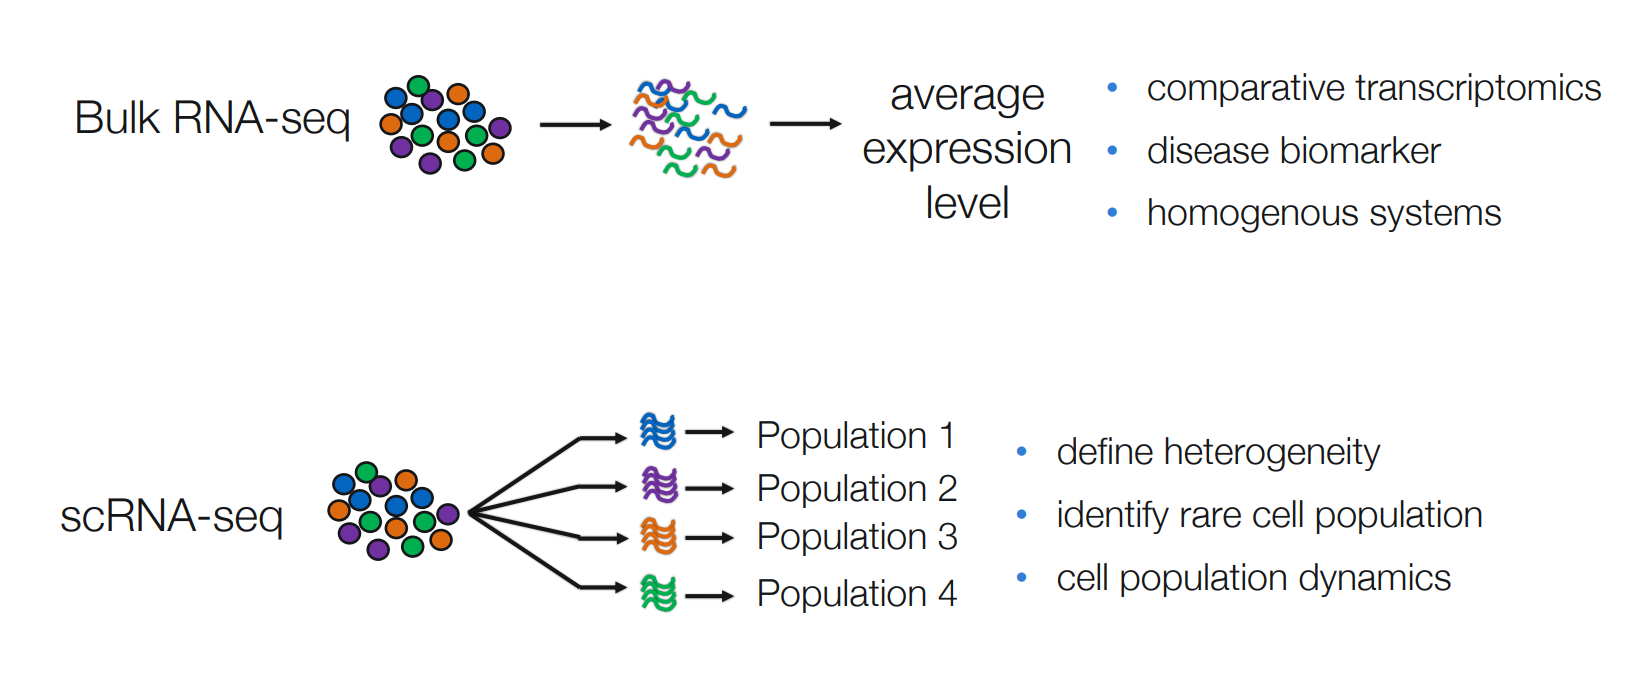 Bulk RNA-seq
average
expression
level
• comparative transcriptomics
• disease biomarker
• homogenous systems
scRNA-seq
Population 1
Population 2
Population 3
Population 4
• define heterogeneity
• identify rare cell population
• cell population dynamics